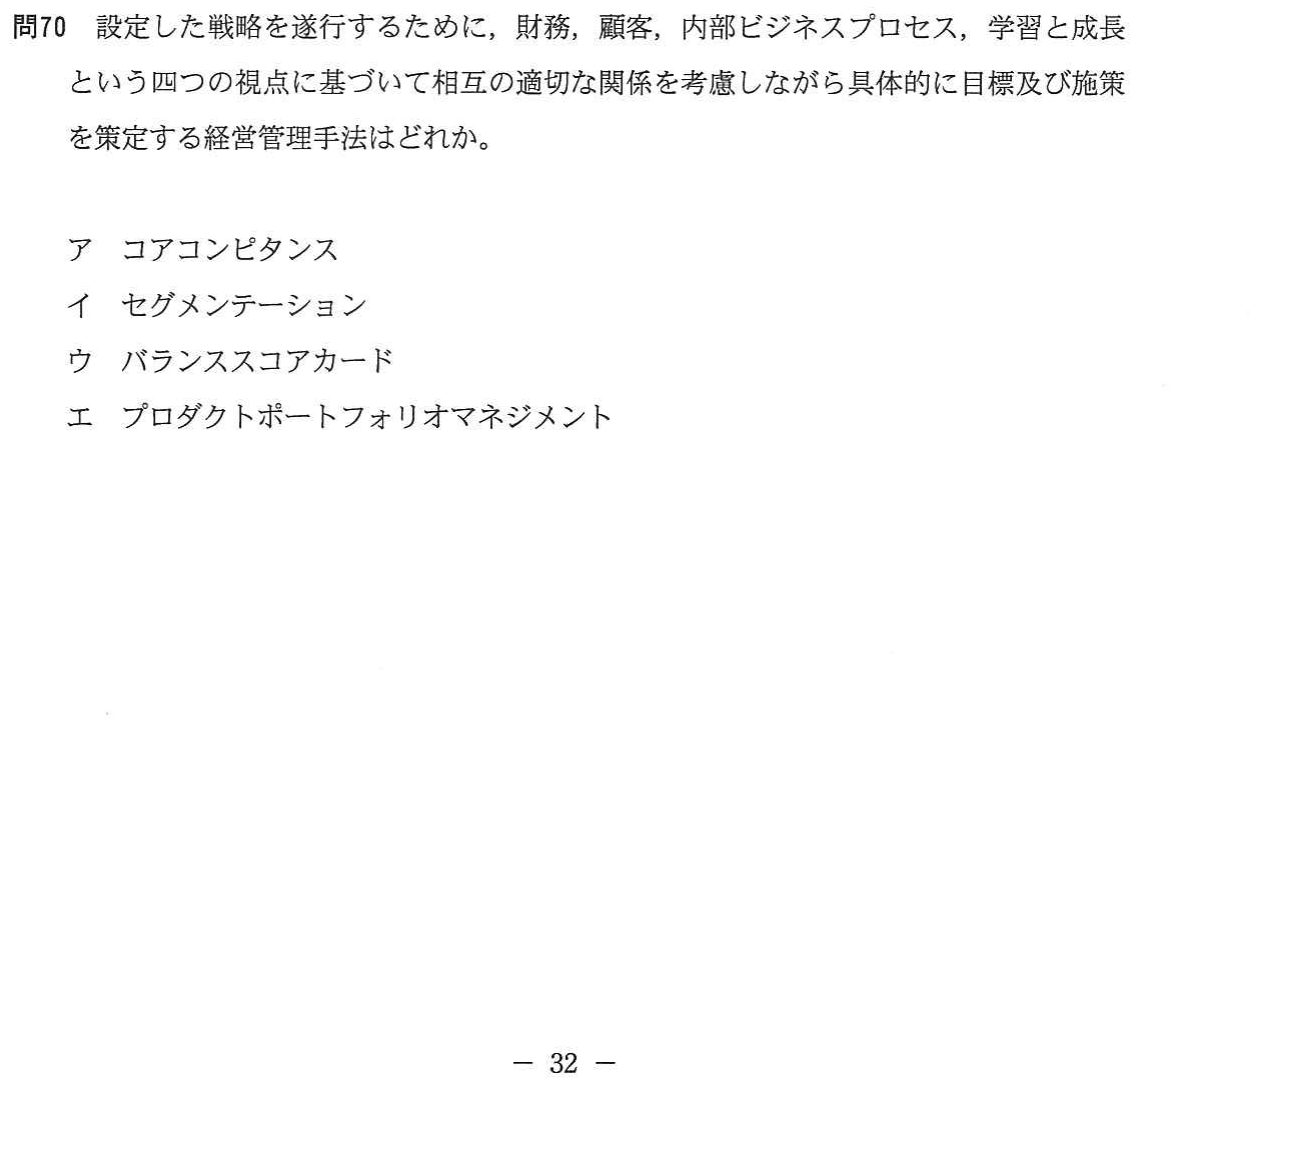 問70 設定した戦略を遂行するために，財務，顧客，内部ビジネスプロセス，学習と成長
という四つの視点に基づいて相互の適切な関係を考慮しながら具体的に目標及び施策
を策定する経営管理手法はどれか。
ア コアコンピタンス
イ セグメンテーション
ウ バランススコアカード
エ プロダクトポートフォリオマネジメント
－ 32 －